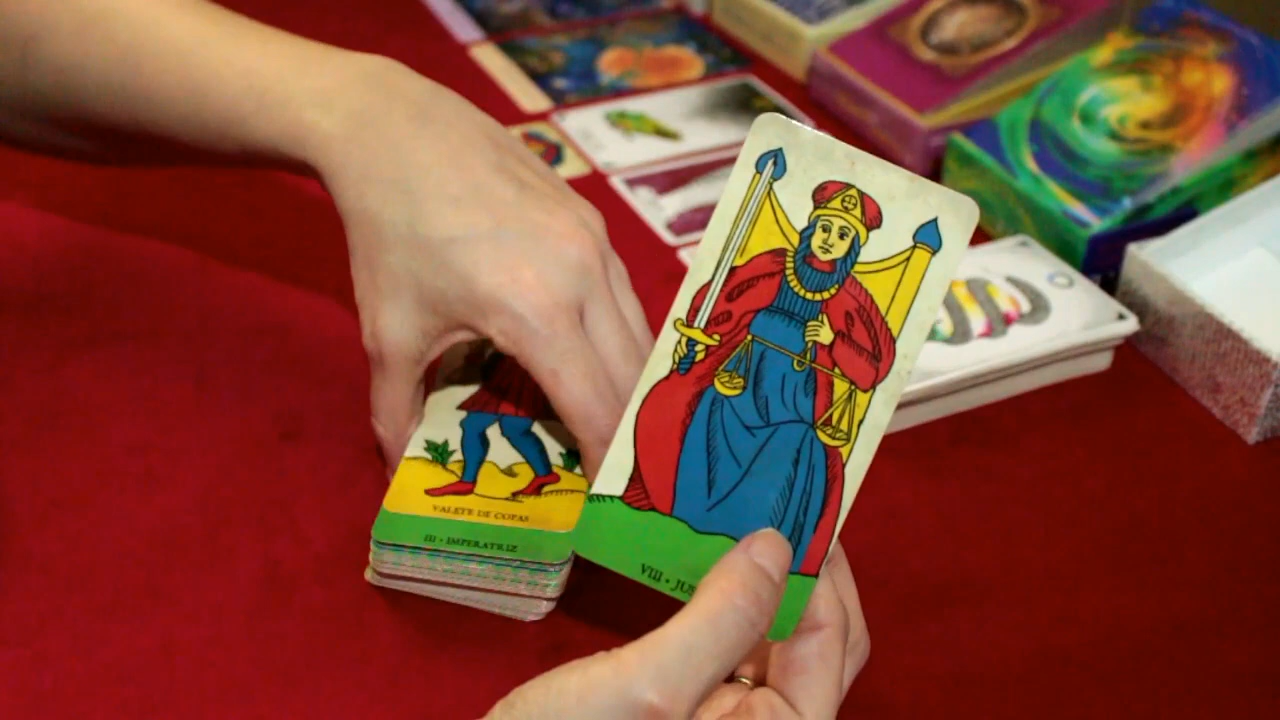 VALETE DE COPAS
III • IMPERATRIZ
VIII • JUS